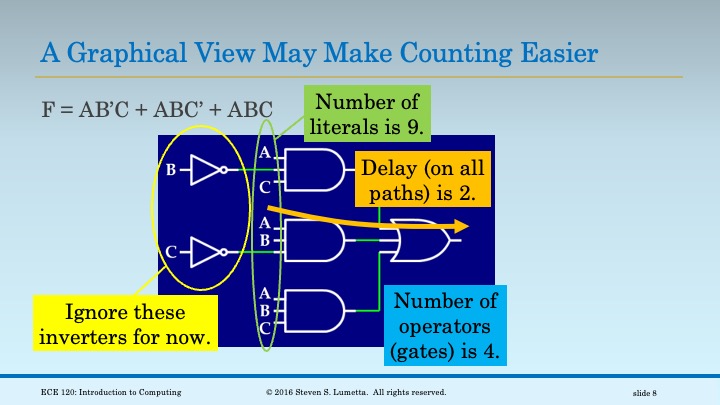 A Graphical View May Make Counting Easier
F = AB’C + ABC’ + ABC
Number of
literals is 9.
A
B
C
Delay (on all
paths) is 2.
A
B
C
A
B
C
Ignore these
inverters for now.
Number of
operators
(gates) is 4.
ECE 120: Introduction to Computing
© 2016 Steven S. Lumetta. All rights reserved.
slide 8